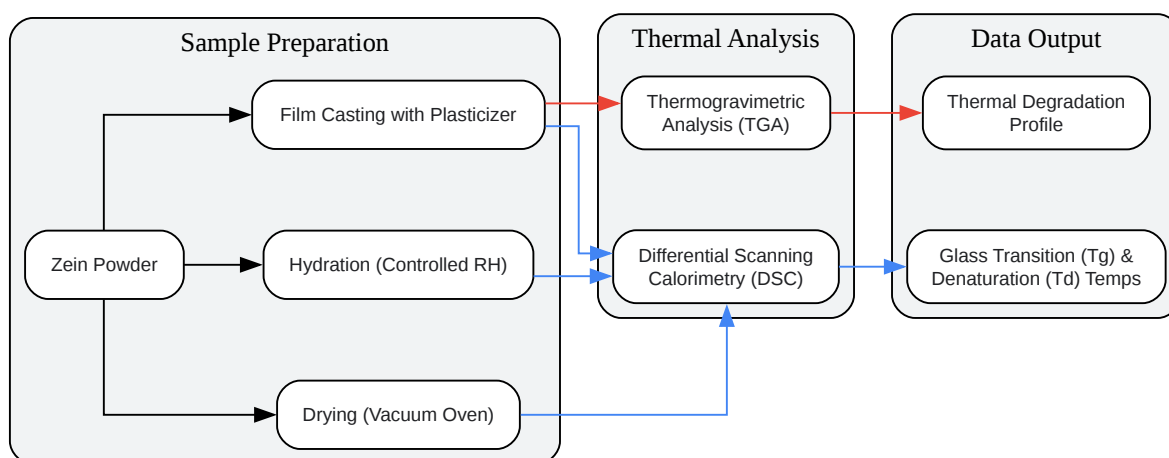 Sample Preparation
Thermal Analysis
Data Output
Film Casting with Plasticizer
Thermogravimetric
Analysis (TGA)
Thermal Degradation
Profile
Zein Powder
Hydration (Controlled RH)
Differential Scanning
Calorimetry (DSC)
Glass Transition (Tg) &
Denaturation (Td) Temps
Drying (Vacuum Oven)